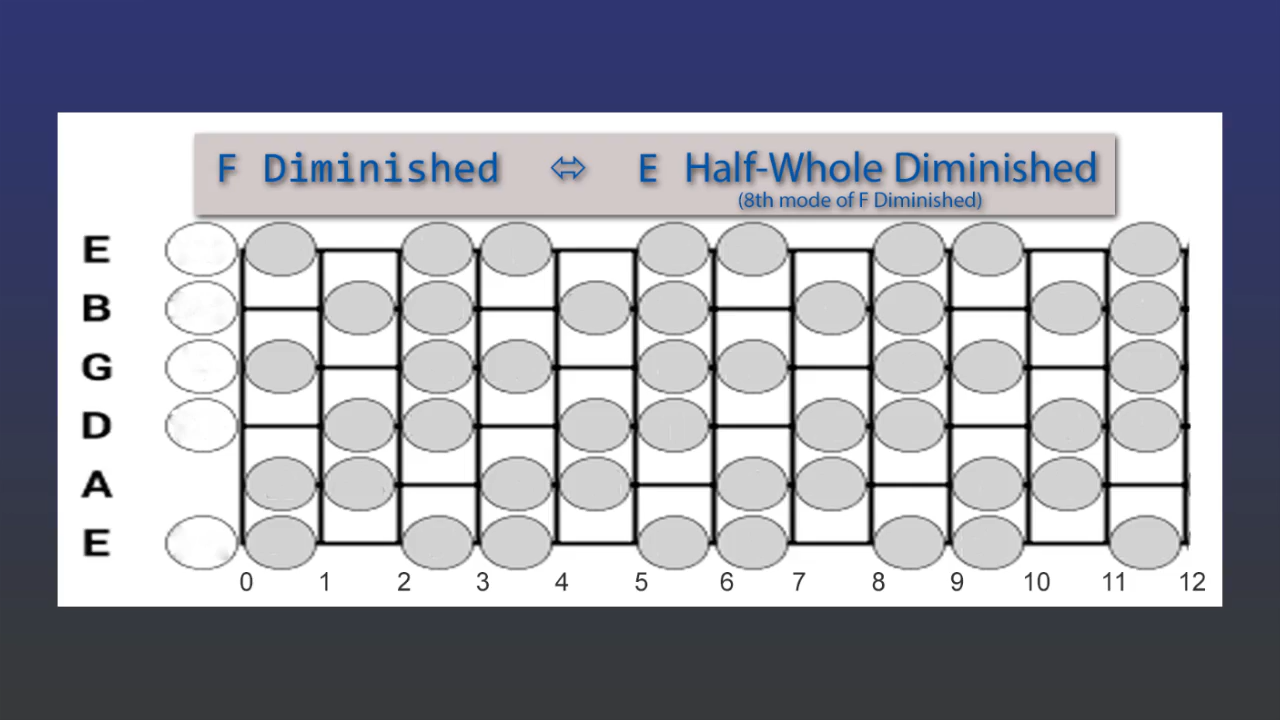 F Diminished ⬄ E Half-Whole Diminished
(8th mode of F Diminished)
E
B
G
D
A
E
0 1 2 3 4 5 6 7 8 9 10 11 12